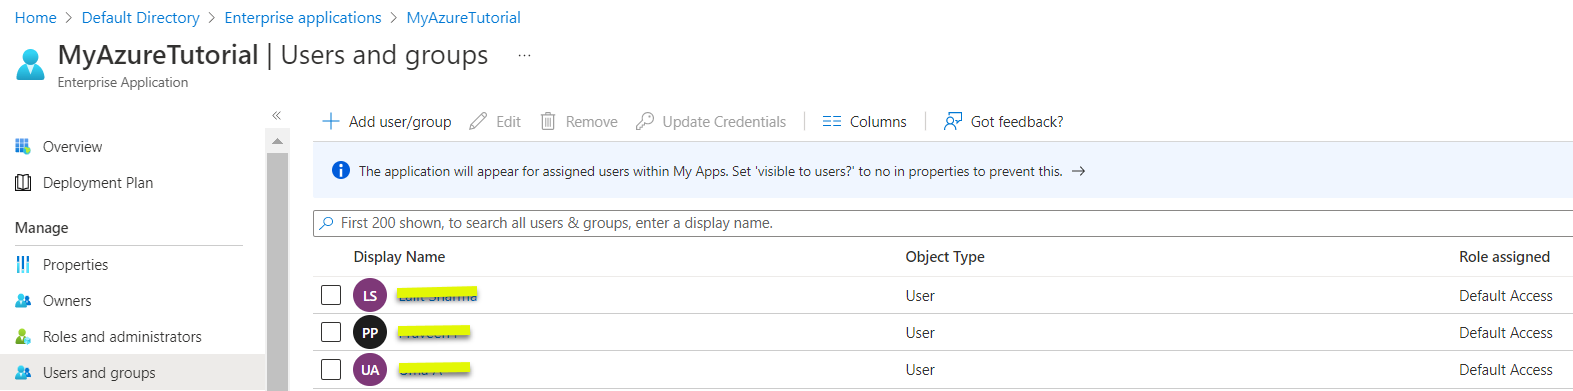 Home > Default Directory > Enterprise applications > MyAzureTutorial
MyAzureTutorial | Users and groups ...
Enterprise Application
«
+ Add user/group Edit Remove Update Credentials Columns Got feedback?
Overview
Deployment Plan
Manage
Properties
Owners
Roles and administrators
Users and groups
The application will appear for assigned users within My Apps. Set 'visible to users?' to no in properties to prevent this. →
First 200 shown, to search all users & groups, enter a display name.
Display Name Object Type Role assigned
LS User Default Access
PP User Default Access
UA User Default Access